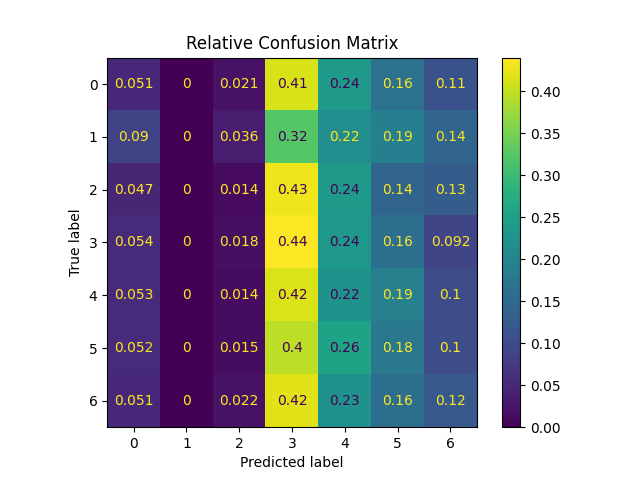 Relative Confusion Matrix
True label
0 0.051 0 0.021 0.41 0.24 0.16 0.11
1 0.09 0 0.036 0.32 0.22 0.19 0.14
2 0.047 0 0.014 0.43 0.24 0.14 0.13
3 0.054 0 0.018 0.44 0.24 0.16 0.092
4 0.053 0 0.014 0.42 0.22 0.19 0.1
5 0.052 0 0.015 0.4 0.26 0.18 0.1
6 0.051 0 0.022 0.42 0.23 0.16 0.12
0 1 2 3 4 5 6
Predicted label
0.40
0.35
0.30
0.25
0.20
0.15
0.10
0.05
0.00